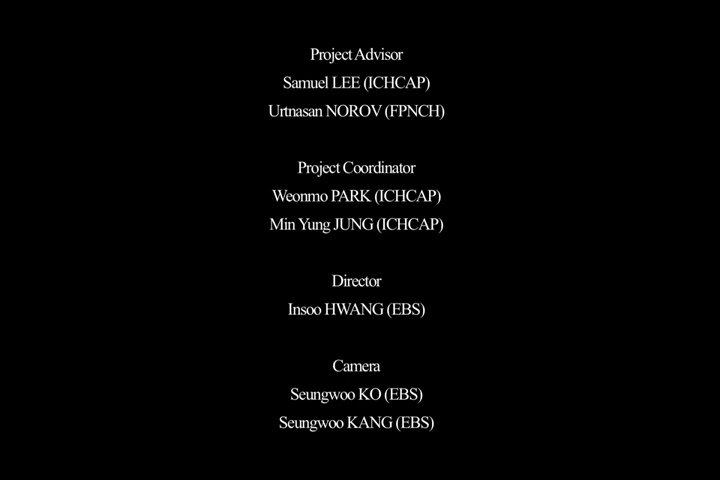 Project Advisor
Samuel LEE (ICHCAP)
Urtnasan NOROV (FPNCH)
Project Coordinator
Weonmo PARK (ICHCAP)
Min Yung JUNG (ICHCAP)
Director
Insoo HWANG (EBS)
Camera
Seungwoo KO (EBS)
Seungwoo KANG (EBS)